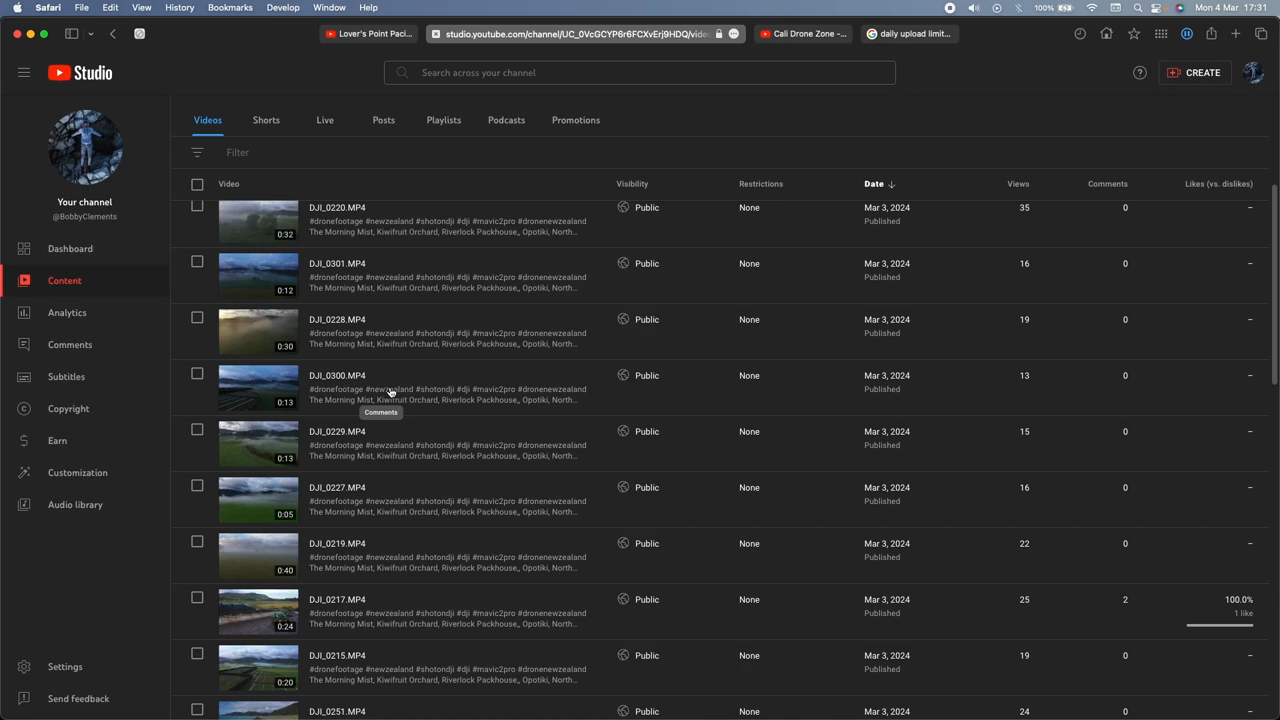 Safari File Edit View History Bookmarks Develop Window Help 100% Mon 4 Mar 17:31
Lover's Point Paci... studio.youtube.com/channel/UC_0VcGCYP6r6FCXvErj9HDQ/vide Cali Drone Zone -... daily upload limit...
Studio Search across your channel CREATE
Videos Shorts Live Posts Playlists Podcasts Promotions
Filter
Video Visibility Restrictions Date Views Comments Likes (vs. dislikes)
Your channel
@BobbyClements
Dashboard
Content
Analytics
Comments
Subtitles
Copyright
Earn
Customization
Audio library
Settings
Send feedback
DJI_0220.MP4 Public None Mar 3, 2024 35 0 –
#dronefootage #newzealand #shotondji #dji #mavic2pro #dronenewzealand Published
0:32 The Morning Mist, Kiwifruit Orchard, Riverlock Packhouse,, Opotiki, North...
DJI_0301.MP4 Public None Mar 3, 2024 16 0 –
#dronefootage #newzealand #shotondji #dji #mavic2pro #dronenewzealand Published
0:12 The Morning Mist, Kiwifruit Orchard, Riverlock Packhouse,, Opotiki, North...
DJI_0228.MP4 Public None Mar 3, 2024 19 0 –
#dronefootage #newzealand #shotondji #dji #mavic2pro #dronenewzealand Published
0:30 The Morning Mist, Kiwifruit Orchard, Riverlock Packhouse,, Opotiki, North...
DJI_0300.MP4 Public None Mar 3, 2024 13 0 –
#dronefootage #newzealand #shotondji #dji #mavic2pro #dronenewzealand Published
0:13 The Morning Mist, Kiwifruit Orchard, Riverlock Packhouse,, Opotiki, North...
Comments
DJI_0229.MP4 Public None Mar 3, 2024 15 0 –
#dronefootage #newzealand #shotondji #dji #mavic2pro #dronenewzealand Published
0:13 The Morning Mist, Kiwifruit Orchard, Riverlock Packhouse,, Opotiki, North...
DJI_0227.MP4 Public None Mar 3, 2024 16 0 –
#dronefootage #newzealand #shotondji #dji #mavic2pro #dronenewzealand Published
0:05 The Morning Mist, Kiwifruit Orchard, Riverlock Packhouse,, Opotiki, North...
DJI_0219.MP4 Public None Mar 3, 2024 22 0 –
#dronefootage #newzealand #shotondji #dji #mavic2pro #dronenewzealand Published
0:40 The Morning Mist, Kiwifruit Orchard, Riverlock Packhouse,, Opotiki, North...
DJI_0217.MP4 Public None Mar 3, 2024 25 2 100.0%
#dronefootage #newzealand #shotondji #dji #mavic2pro #dronenewzealand Published 1 like
0:24 The Morning Mist, Kiwifruit Orchard, Riverlock Packhouse,, Opotiki, North...
DJI_0215.MP4 Public None Mar 3, 2024 19 0 –
#dronefootage #newzealand #shotondji #dji #mavic2pro #dronenewzealand Published
0:20 The Morning Mist, Kiwifruit Orchard, Riverlock Packhouse,, Opotiki, North...
DJI_0251.MP4 Public None Mar 3, 2024 24 0 –